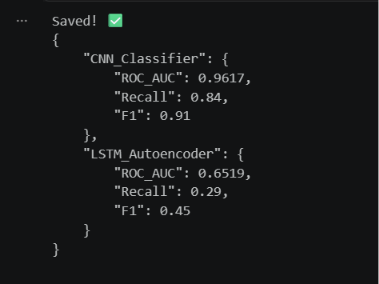 ... Saved! ✅
{
    "CNN_Classifier": {
        "ROC_AUC": 0.9617,
        "Recall": 0.84,
        "F1": 0.91
    },
    "LSTM_Autoencoder": {
        "ROC_AUC": 0.6519,
        "Recall": 0.29,
        "F1": 0.45
    }
}